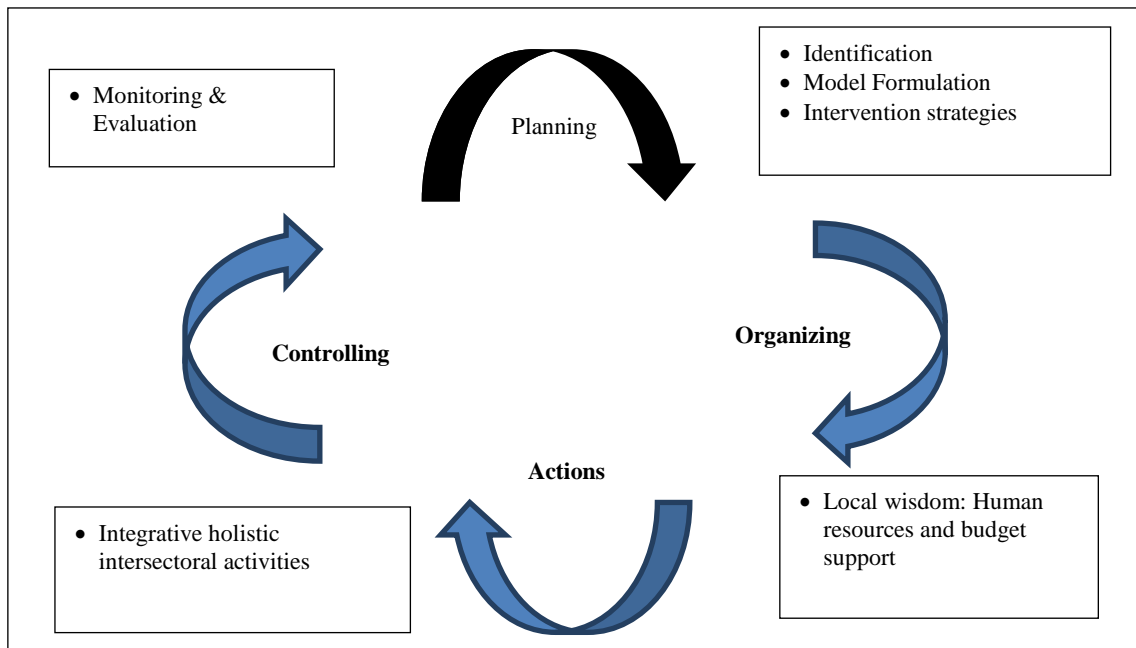 • Monitoring &
Evaluation
Planning
• Identification
• Model Formulation
• Intervention strategies
Controlling
Organizing
Actions
• Integrative holistic
intersectoral activities
• Local wisdom: Human
resources and budget
support